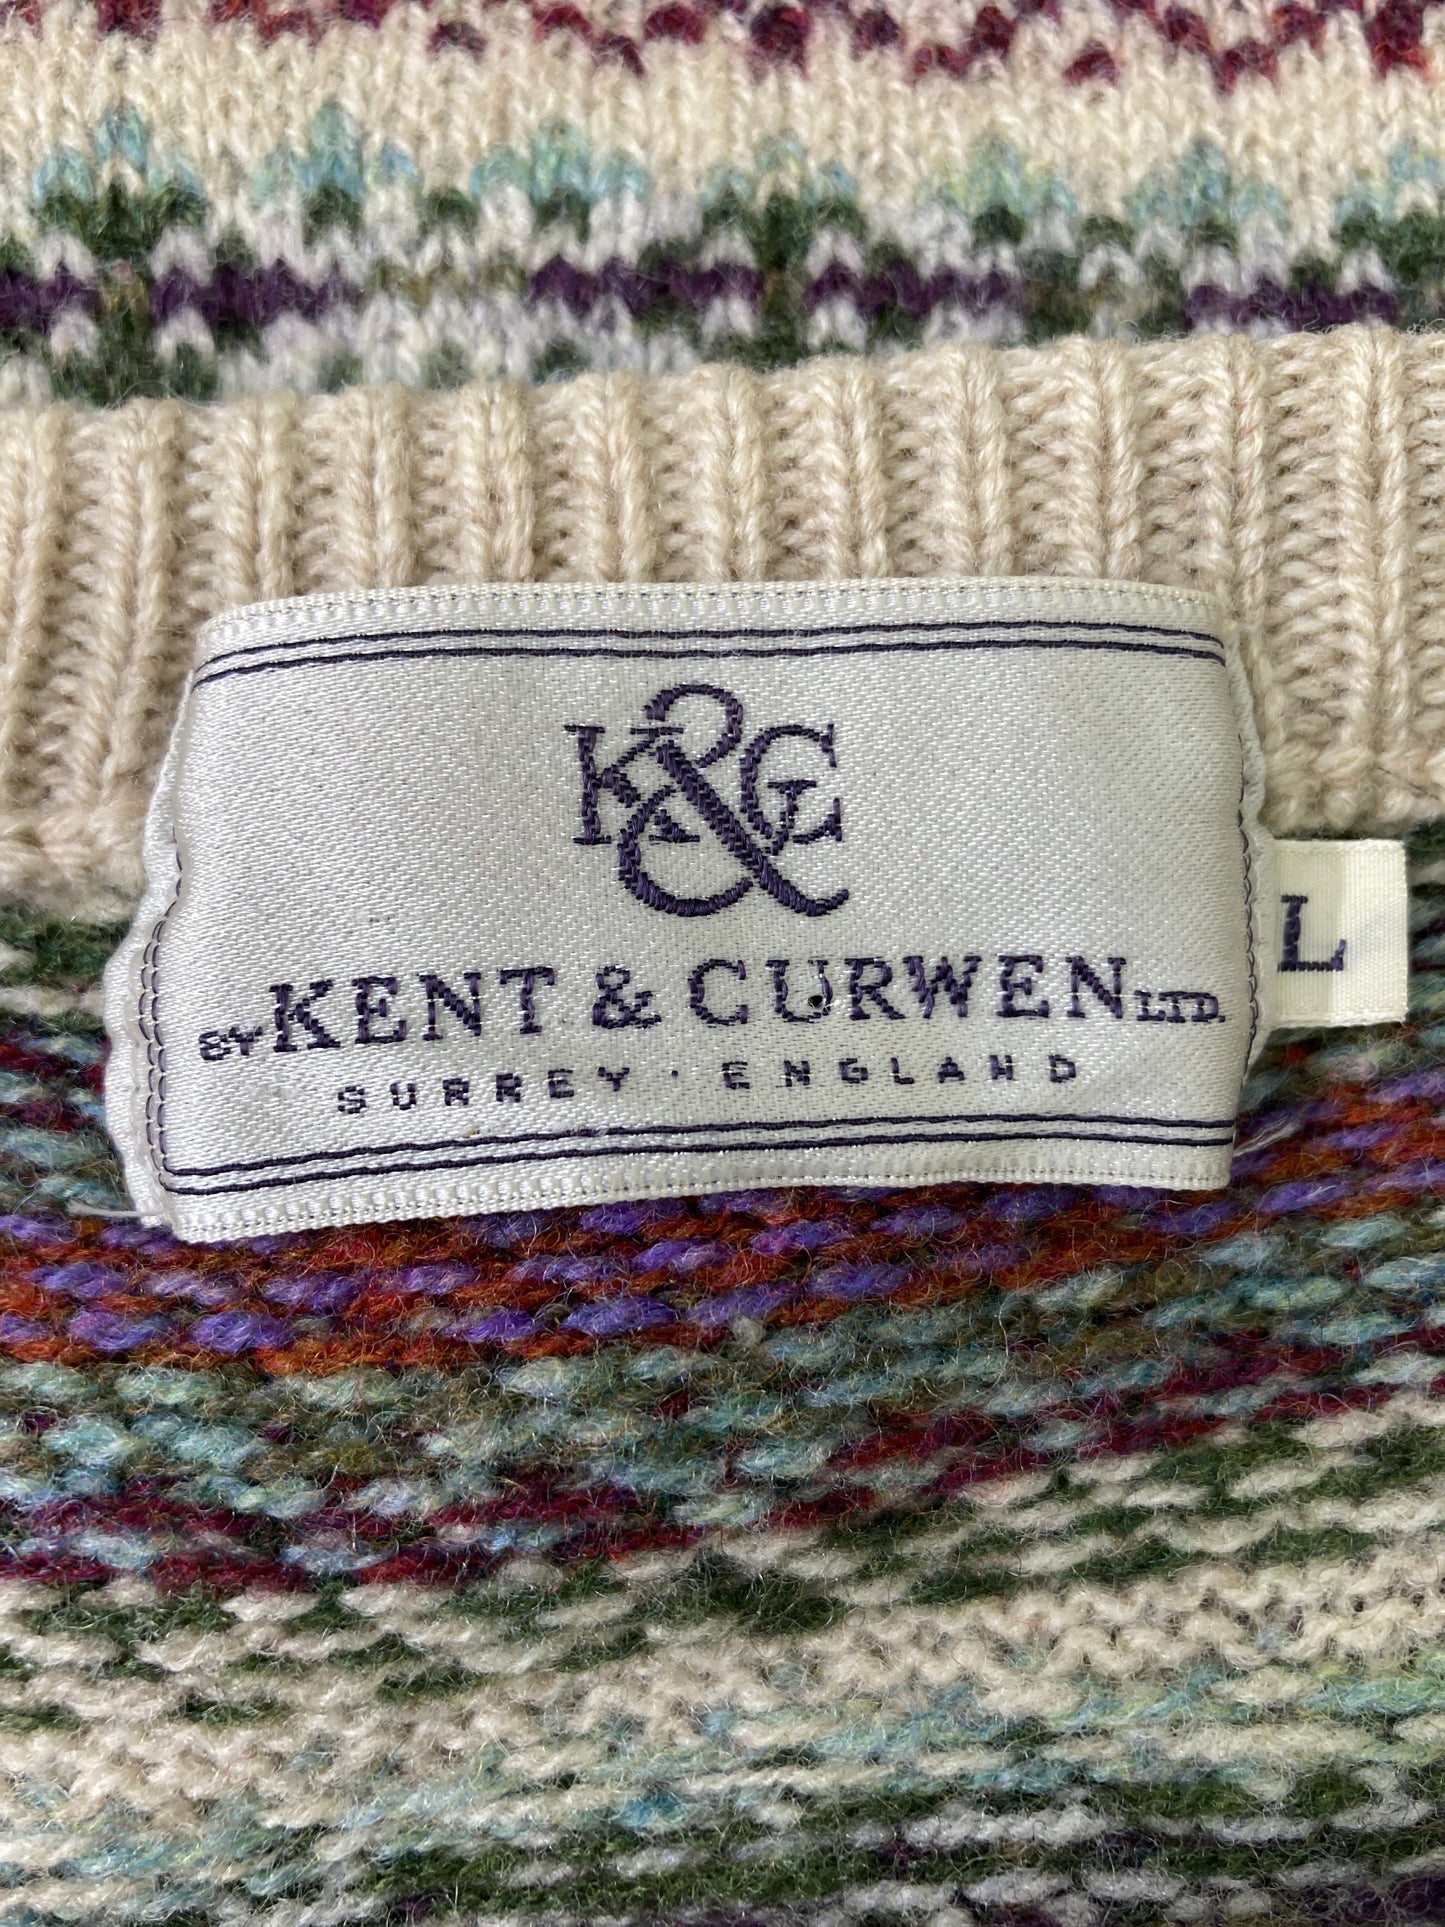 K&C
BY KENT & CURWEN LTD.
SURREY · ENGLAND
L